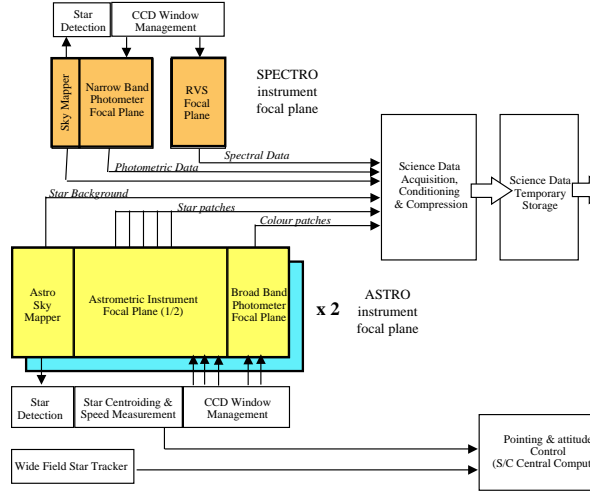 Star
Detection
CCD Window
Management
Sky Mapper
Narrow Band
Photometer
Focal Plane
RVS
Focal
Plane
SPECTRO
instrument
focal plane
Spectral Data
Photometric Data
Star Background
Star patches
Colour patches
Science Data
Acquisition,
Conditioning
& Compression
Science Data
Temporary
Storage
Astro
Sky
Mapper
Astrometric Instrument
Focal Plane (1/2)
Broad Band
Photometer
Focal Plane
x 2
ASTRO
instrument
focal plane
Star
Detection
Star Centroiding &
Speed Measurement
CCD Window
Management
Wide Field Star Tracker
Pointing & attitude
Control
(S/C Central Comput